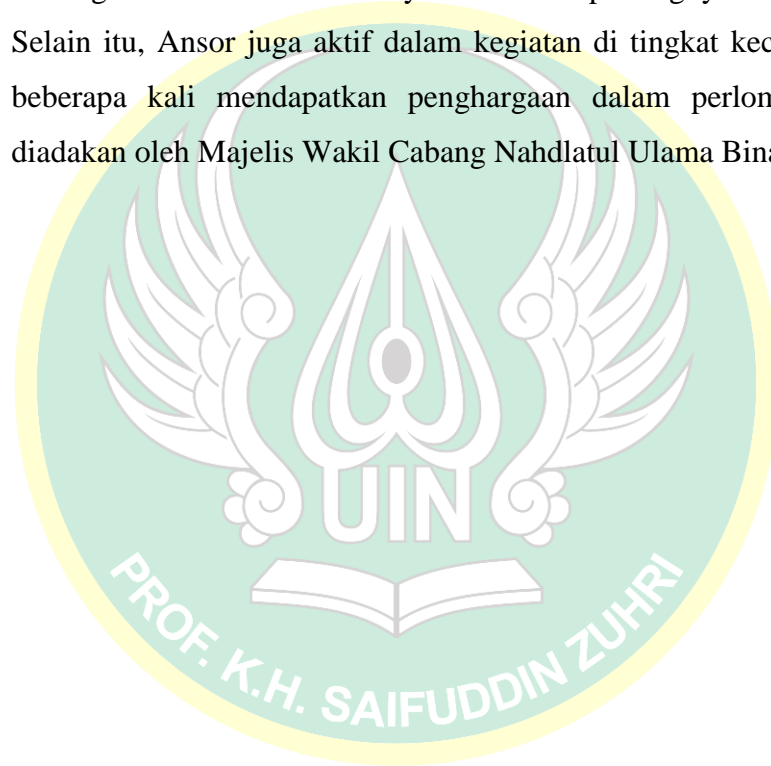 Selain itu, Ansor juga aktif dalam kegiatan di tingkat kec
beberapa kali mendapatkan penghargaan dalam perlom
diadakan oleh Majelis Wakil Cabang Nahdlatul Ulama Bina
UIN
PROF. K.H. SAIFUDDIN ZUHRI